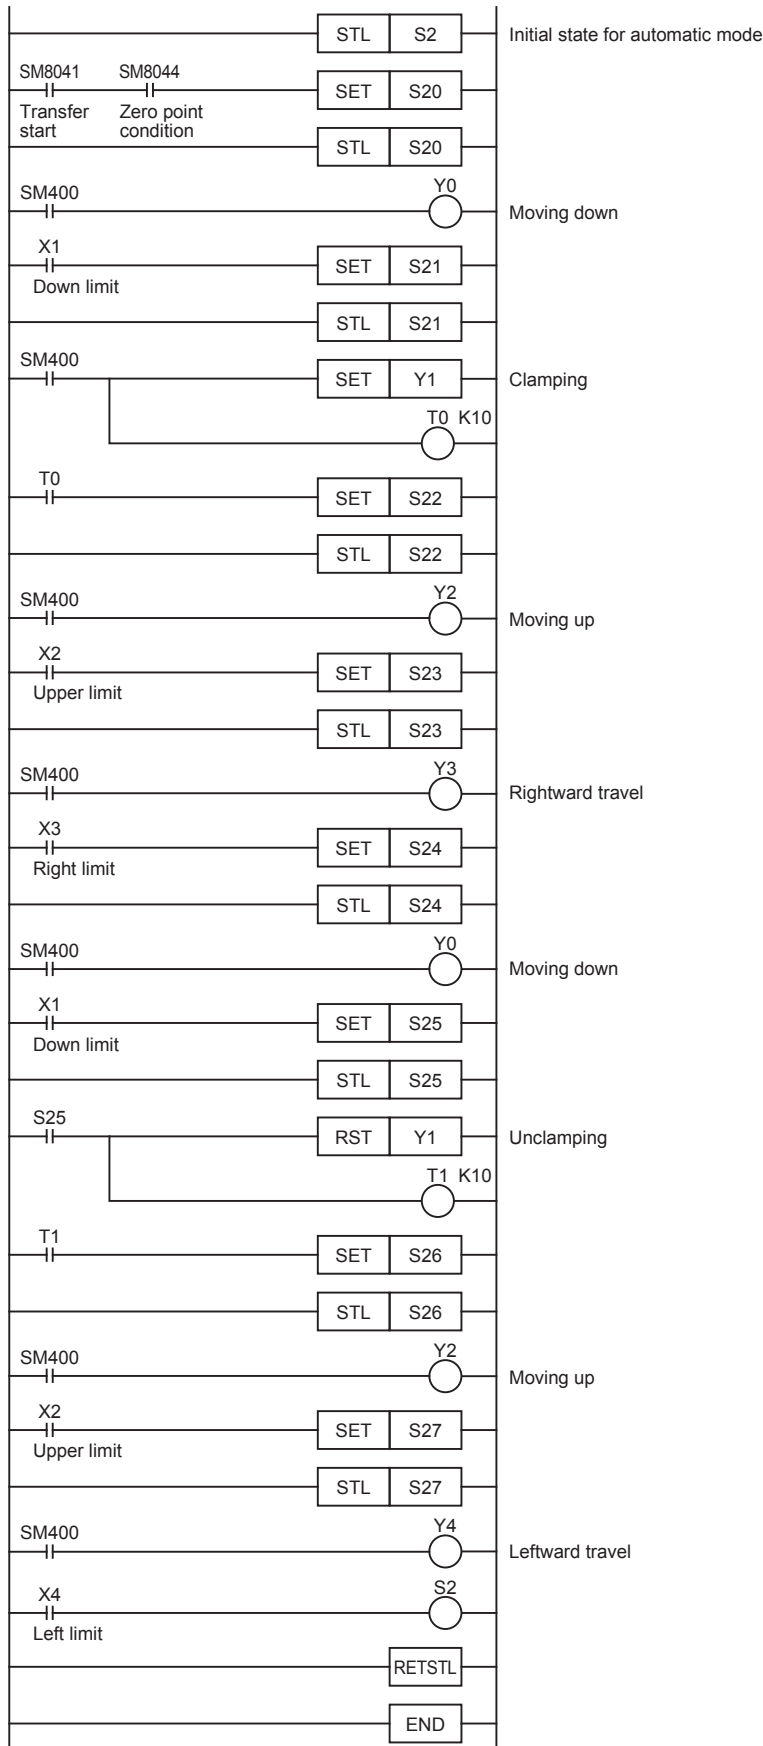 STL S2 Initial state for automatic mode
SM8041 SM8044
SET S20
Transfer start Zero point condition
STL S20
SM400 Y0 Moving down
X1
SET S21
Down limit
STL S21
SM400
SET Y1 Clamping
T0 K10
T0
SET S22
STL S22
SM400 Y2 Moving up
X2
SET S23
Upper limit
STL S23
SM400 Y3 Rightward travel
X3
SET S24
Right limit
STL S24
SM400 Y0 Moving down
X1
SET S25
Down limit
STL S25
S25
RST Y1 Unclamping
T1 K10
T1
SET S26
STL S26
SM400 Y2 Moving up
X2
SET S27
Upper limit
STL S27
SM400 Y4 Leftward travel
X4 S2
Left limit
RETSTL
END